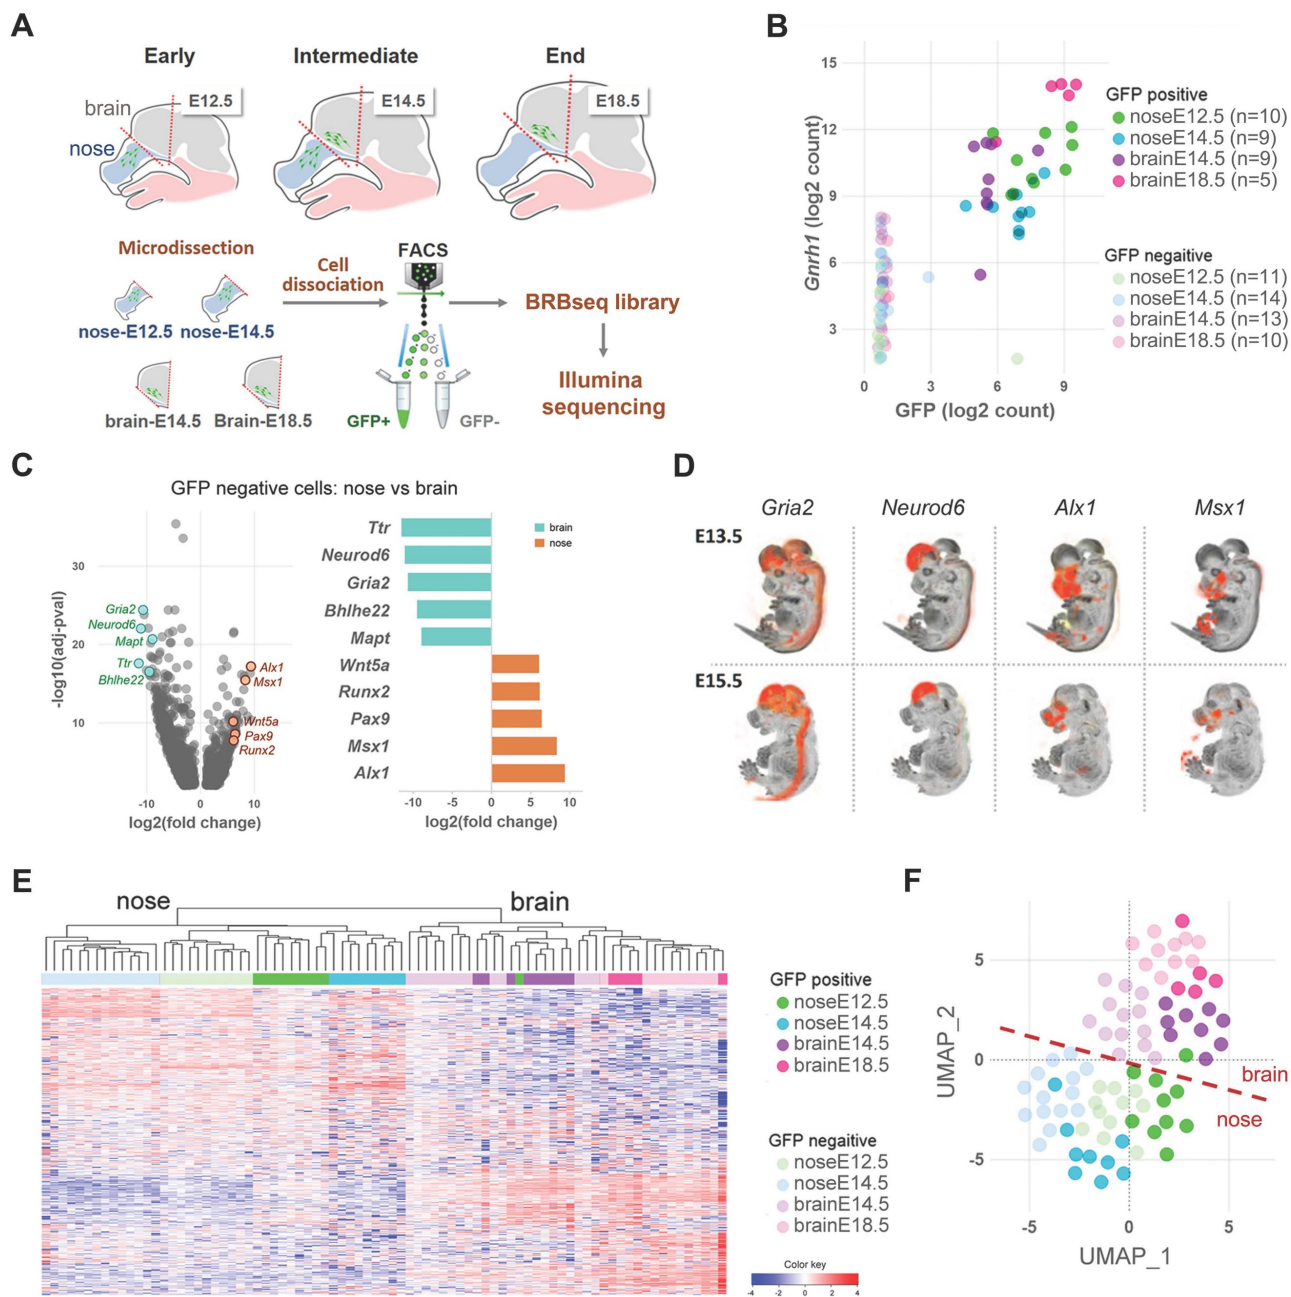 A
Early
Intermediate
End
brain
E12.5
E14.5
E18.5
nose
Microdissection
nose-E12.5
nose-E14.5
brain-E14.5
Brain-E18.5
Cell
dissociation
FACS
GFP+
GFP-
BRBseq library
Illumina
sequencing
B
15
12
9
6
3
Gnrh1 (log2 count)
0
3
6
9
GFP (log2 count)
GFP positive
noseE12.5 (n=10)
noseE14.5 (n=9)
brainE14.5 (n=9)
brainE18.5 (n=5)
GFP negaitive
noseE12.5 (n=11)
noseE14.5 (n=14)
brainE14.5 (n=13)
brainE18.5 (n=10)
C
GFP negative cells: nose vs brain
-log10(adj-pval)
30
20
10
Gria2
Neurod6
Mapt
Ttr
Bhlhe22
Alx1
Msx1
Wnt5a
Pax9
Runx2
-10
0
10
log2(fold change)
Ttr
Neurod6
Gria2
Bhlhe22
Mapt
Wnt5a
Runx2
Pax9
Msx1
Alx1
brain
nose
-10
-5
0
5
10
log2(fold change)
D
Gria2
Neurod6
Alx1
Msx1
E13.5
E15.5
E
nose
brain
GFP positive
noseE12.5
noseE14.5
brainE14.5
brainE18.5
GFP negaitive
noseE12.5
noseE14.5
brainE14.5
brainE18.5
Color key
-4
-2
0
2
4
F
UMAP_2
5
0
-5
brain
nose
-5
0
5
UMAP_1